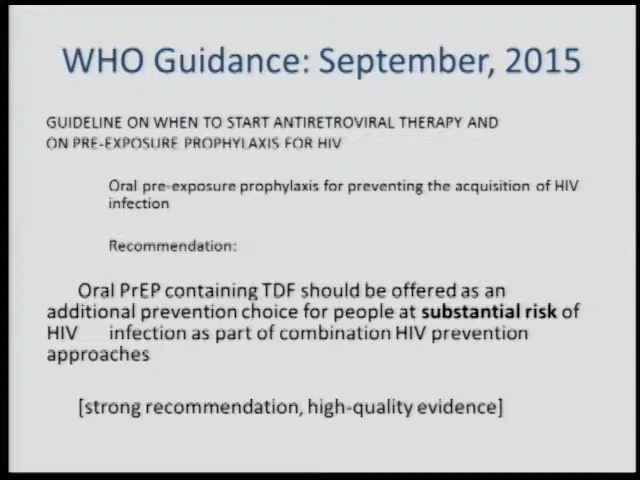 WHO Guidance: September, 2015
GUIDELINE ON WHEN TO START ANTIRETROVIRAL THERAPY AND
ON PRE-EXPOSURE PROPHYLAXIS FOR HIV
Oral pre-exposure prophylaxis for preventing the acquisition of HIV
infection
Recommendation:
Oral PrEP containing TDF should be offered as an
additional prevention choice for people at substantial risk of
HIV infection as part of combination HIV prevention
approaches
[strong recommendation, high-quality evidence]